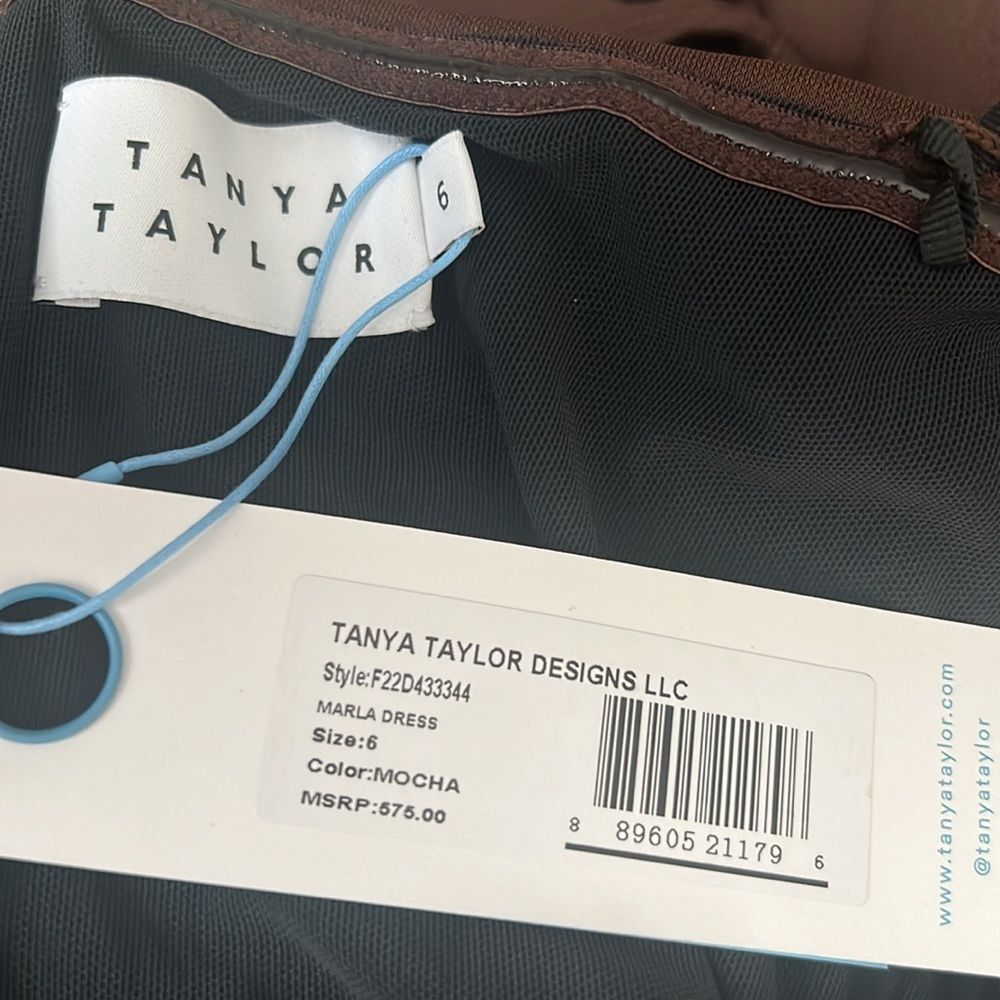 TANYA
TAYLOR
6
TANYA TAYLOR DESIGNS LLC
Style:F22D433344
MARLA DRESS
Size:6
Color:MOCHA
MSRP:575.00
8 89605 21179 6
www.tanyataylor.com
@tanyataylor